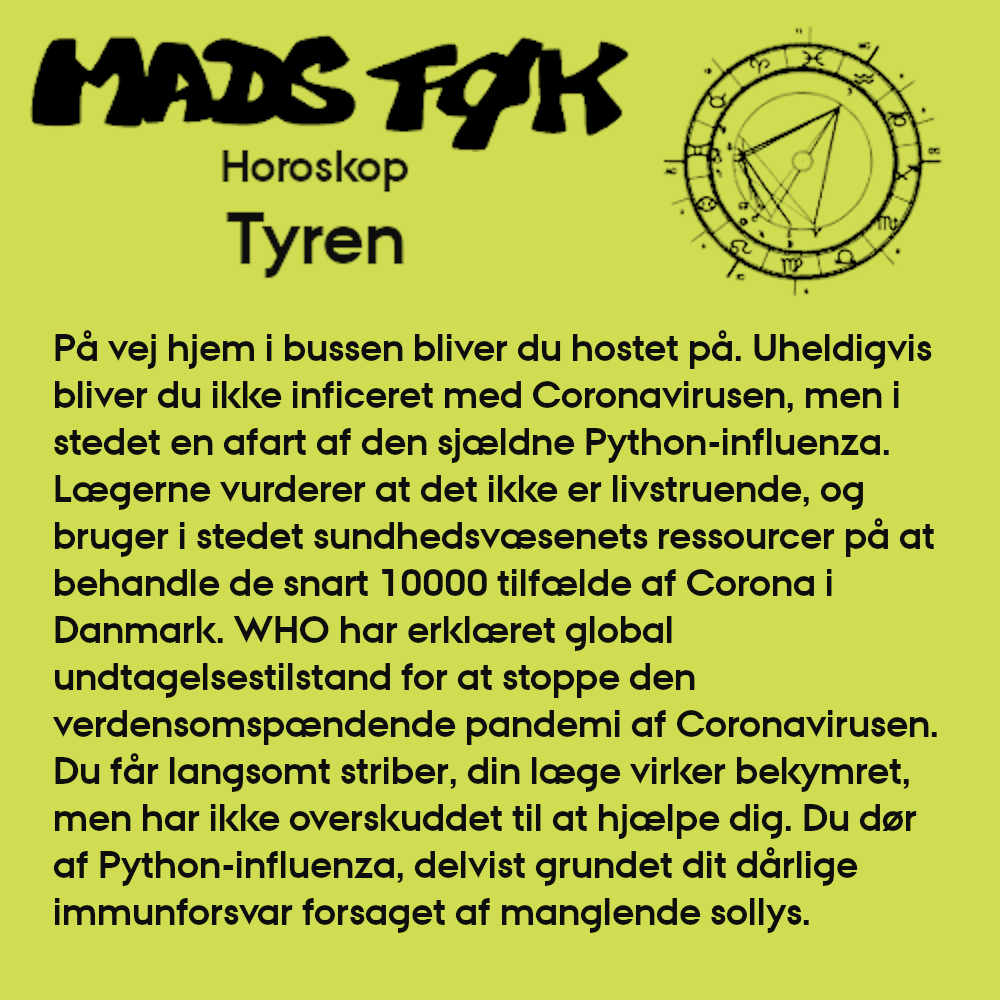 MADS FØK
Horoskop
Tyren
På vej hjem i bussen bliver du hostet på. Uheldigvis
bliver du ikke inficeret med Coronavirusen, men i
stedet en afart af den sjældne Python-influenza.
Lægerne vurderer at det ikke er livstruende, og
bruger i stedet sundhedsvæsenets ressourcer på at
behandle de snart 10000 tilfælde af Corona i
Danmark. WHO har erklæret global
undtagelsestilstand for at stoppe den
verdensomspændende pandemi af Coronavirusen.
Du får langsomt striber, din læge virker bekymret,
men har ikke overskuddet til at hjælpe dig. Du dør
af Python-influenza, delvist grundet dit dårlige
immunforsvar forsaget af manglende sollys.